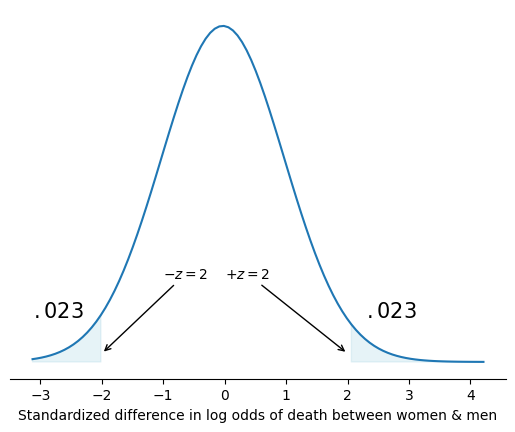 −z = 2 +z = 2
.023 .023
−3 −2 −1 0 1 2 3 4
Standardized difference in log odds of death between women & men